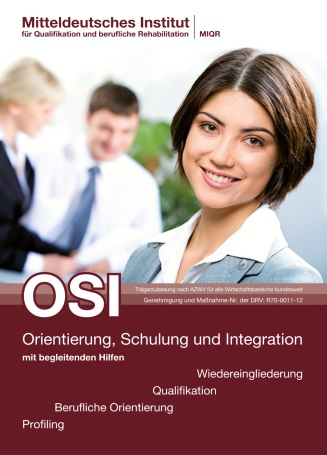 Mitteldeutsches Institut
für Qualifikation und berufliche Rehabilitation | MIQR
OSI
Trägerzulassung nach AZWV für alle Wirtschaftsbereiche bundesweit
Genehmigung und Maßnahme-Nr. der DRV: R70-0011-12
Orientierung, Schulung und Integration
mit begleitenden Hilfen
Wiedereingliederung
Qualifikation
Berufliche Orientierung
Profiling